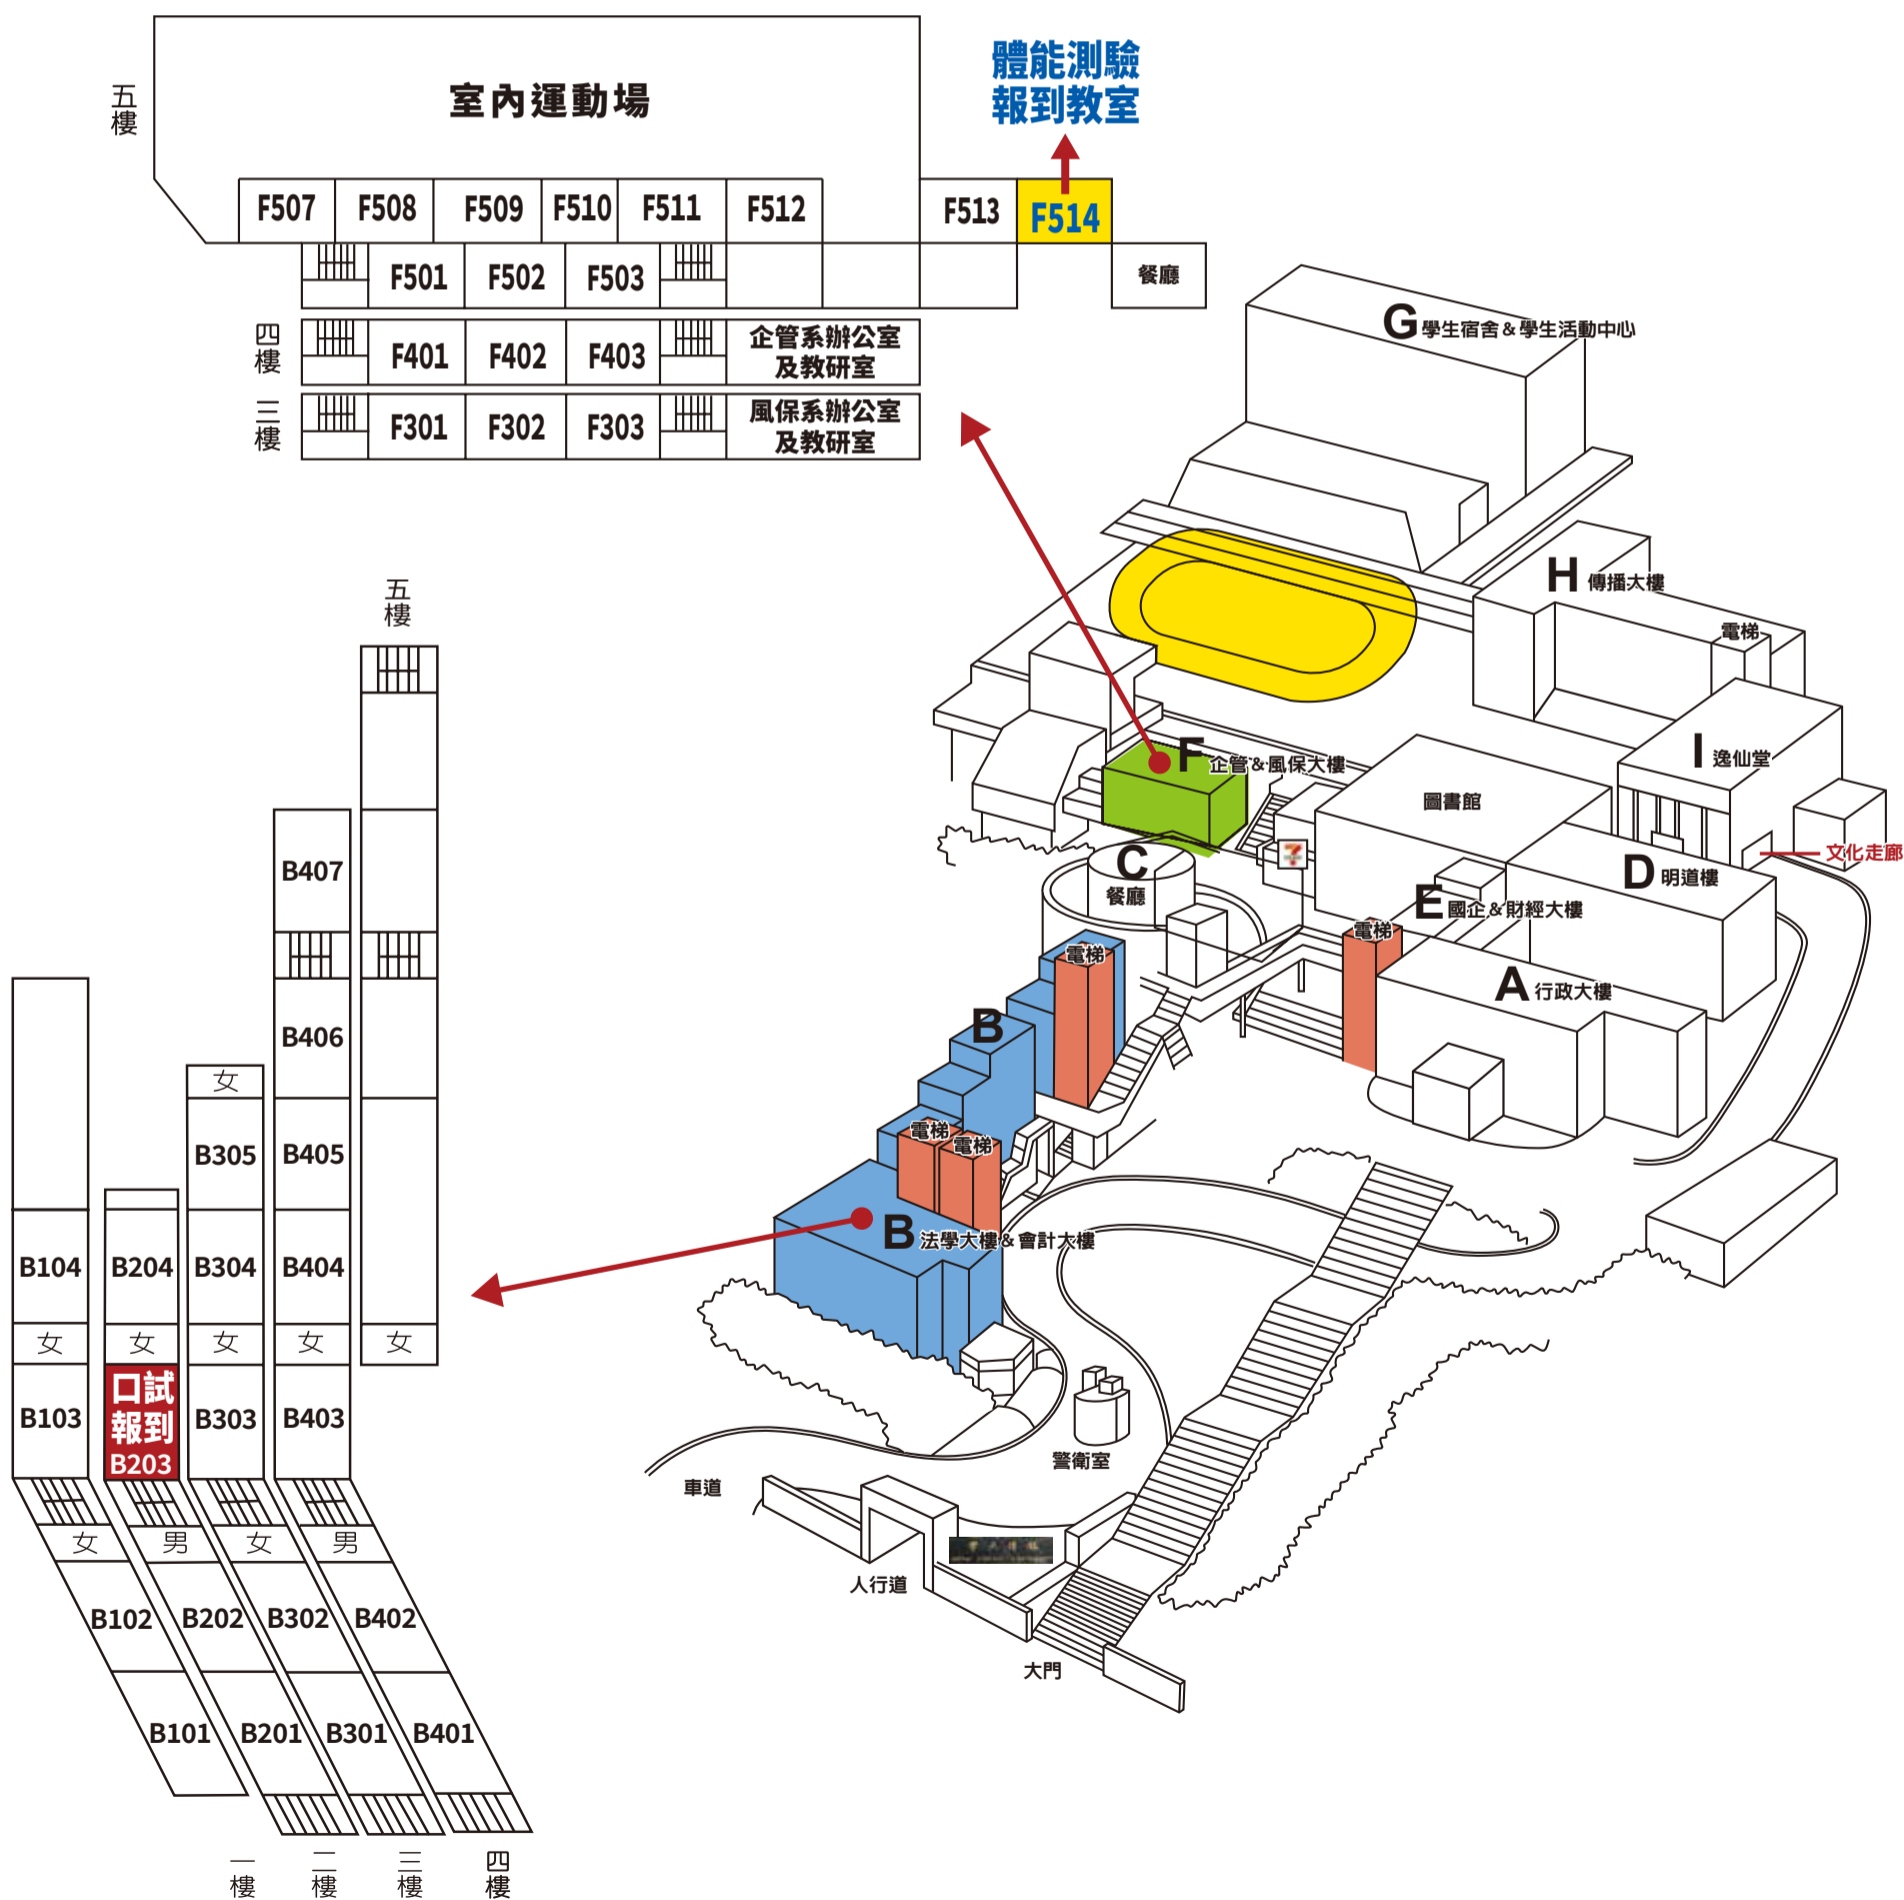 體能測驗
報到教室
五樓
室內運動場
F507
F508
F509
F510
F511
F512
F513
F514
F501
F502
F503
餐廳
四樓
F401
F402
F403
企管系辦公室
及教研室
三樓
F301
F302
F303
風保系辦公室
及教研室
G 學生宿舍&學生活動中心
H 傳播大樓
電梯
I 逸仙堂
F 企管&風保大樓
圖書館
文化走廊
C
餐廳
7
D 明道樓
E 國企&財經大樓
電梯
電梯
A 行政大樓
B
電梯
電梯
B 法學大樓&會計大樓
警衛室
車道
人行道
大門
五樓
女
B407
B406
B405
B404
女
B403
男
B402
B401
四樓
女
B305
B304
女
B303
女
B302
B301
三樓
B204
女
口試
報到
B203
男
B202
B201
二樓
B104
女
B103
女
B102
B101
一樓